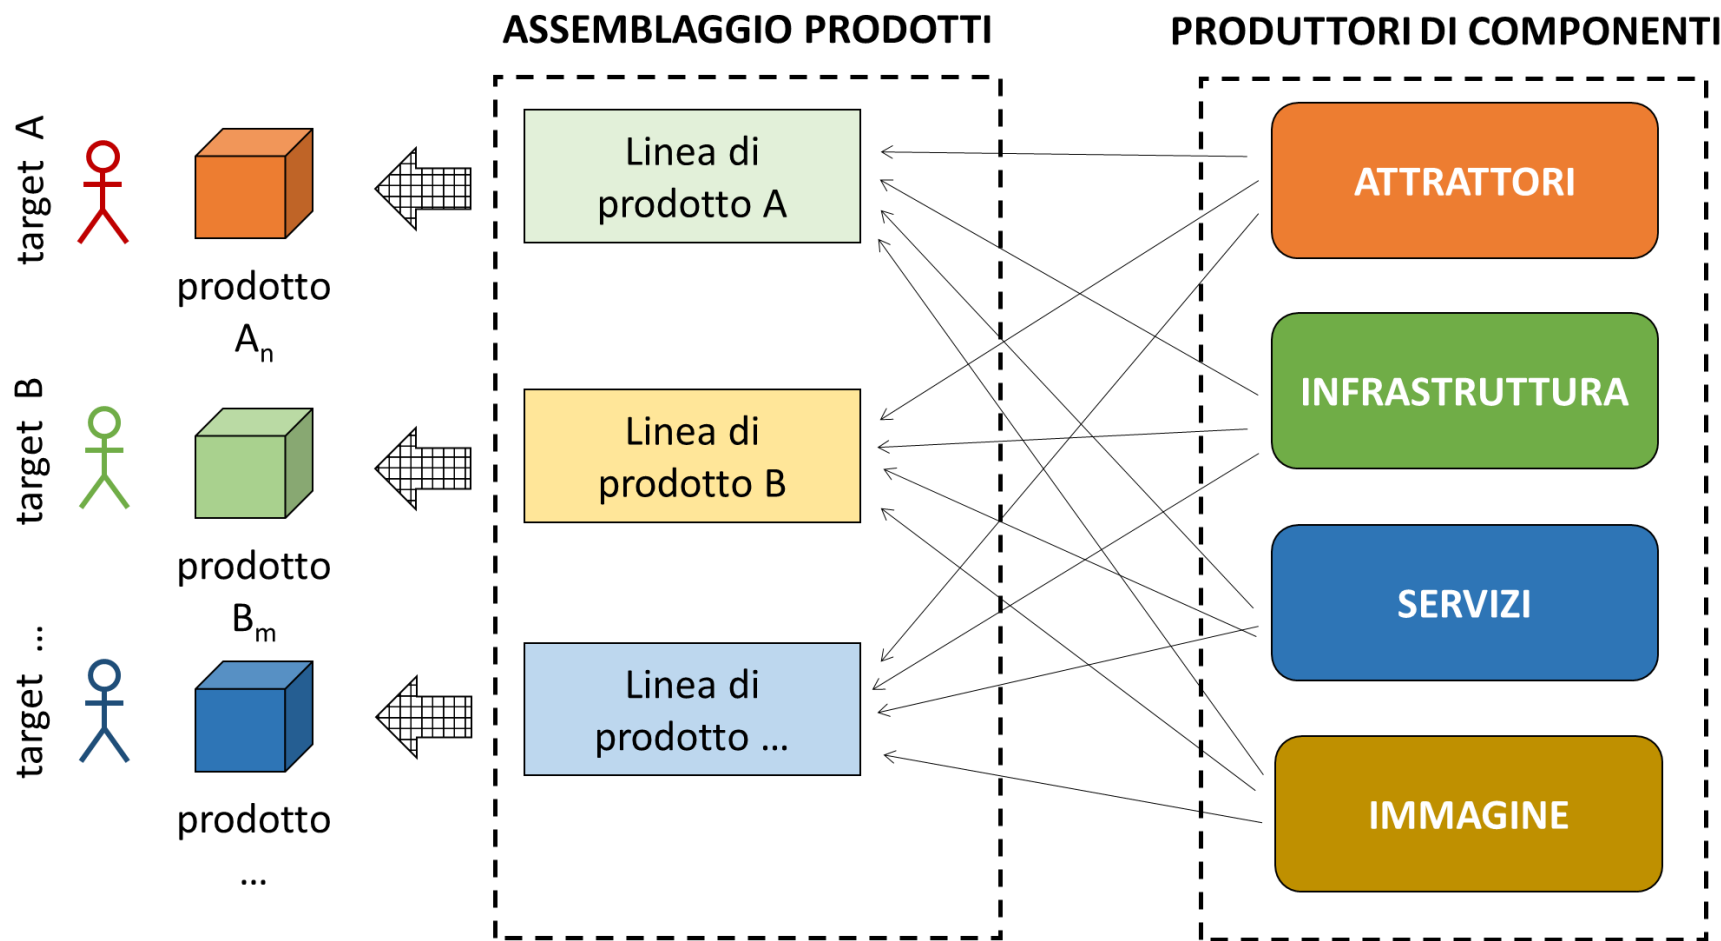 ASSEMBLAGGIO PRODOTTI
PRODUTTORI DI COMPONENTI
target A
prodotto
Aₙ
Linea di
prodotto A
ATTRATTORI
target B
prodotto
Bₘ
Linea di
prodotto B
INFRASTRUTTURA
SERVIZI
target ...
prodotto
...
Linea di
prodotto ...
IMMAGINE